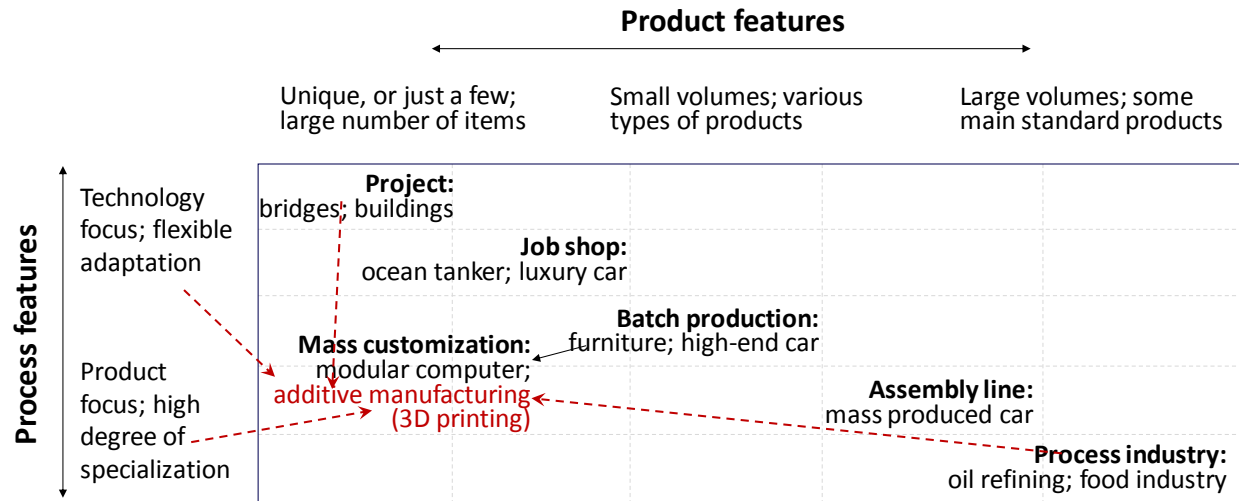 Product features
Unique, or just a few;
large number of items
Small volumes; various
types of products
Large volumes; some
main standard products
Process features
Technology
focus; flexible
adaptation
Product
focus; high
degree of
specialization
Project:
bridges; buildings
Job shop:
ocean tanker; luxury car
Batch production:
furniture; high-end car
Mass customization:
modular computer;
additive manufacturing
(3D printing)
Assembly line:
mass produced car
Process industry:
oil refining; food industry